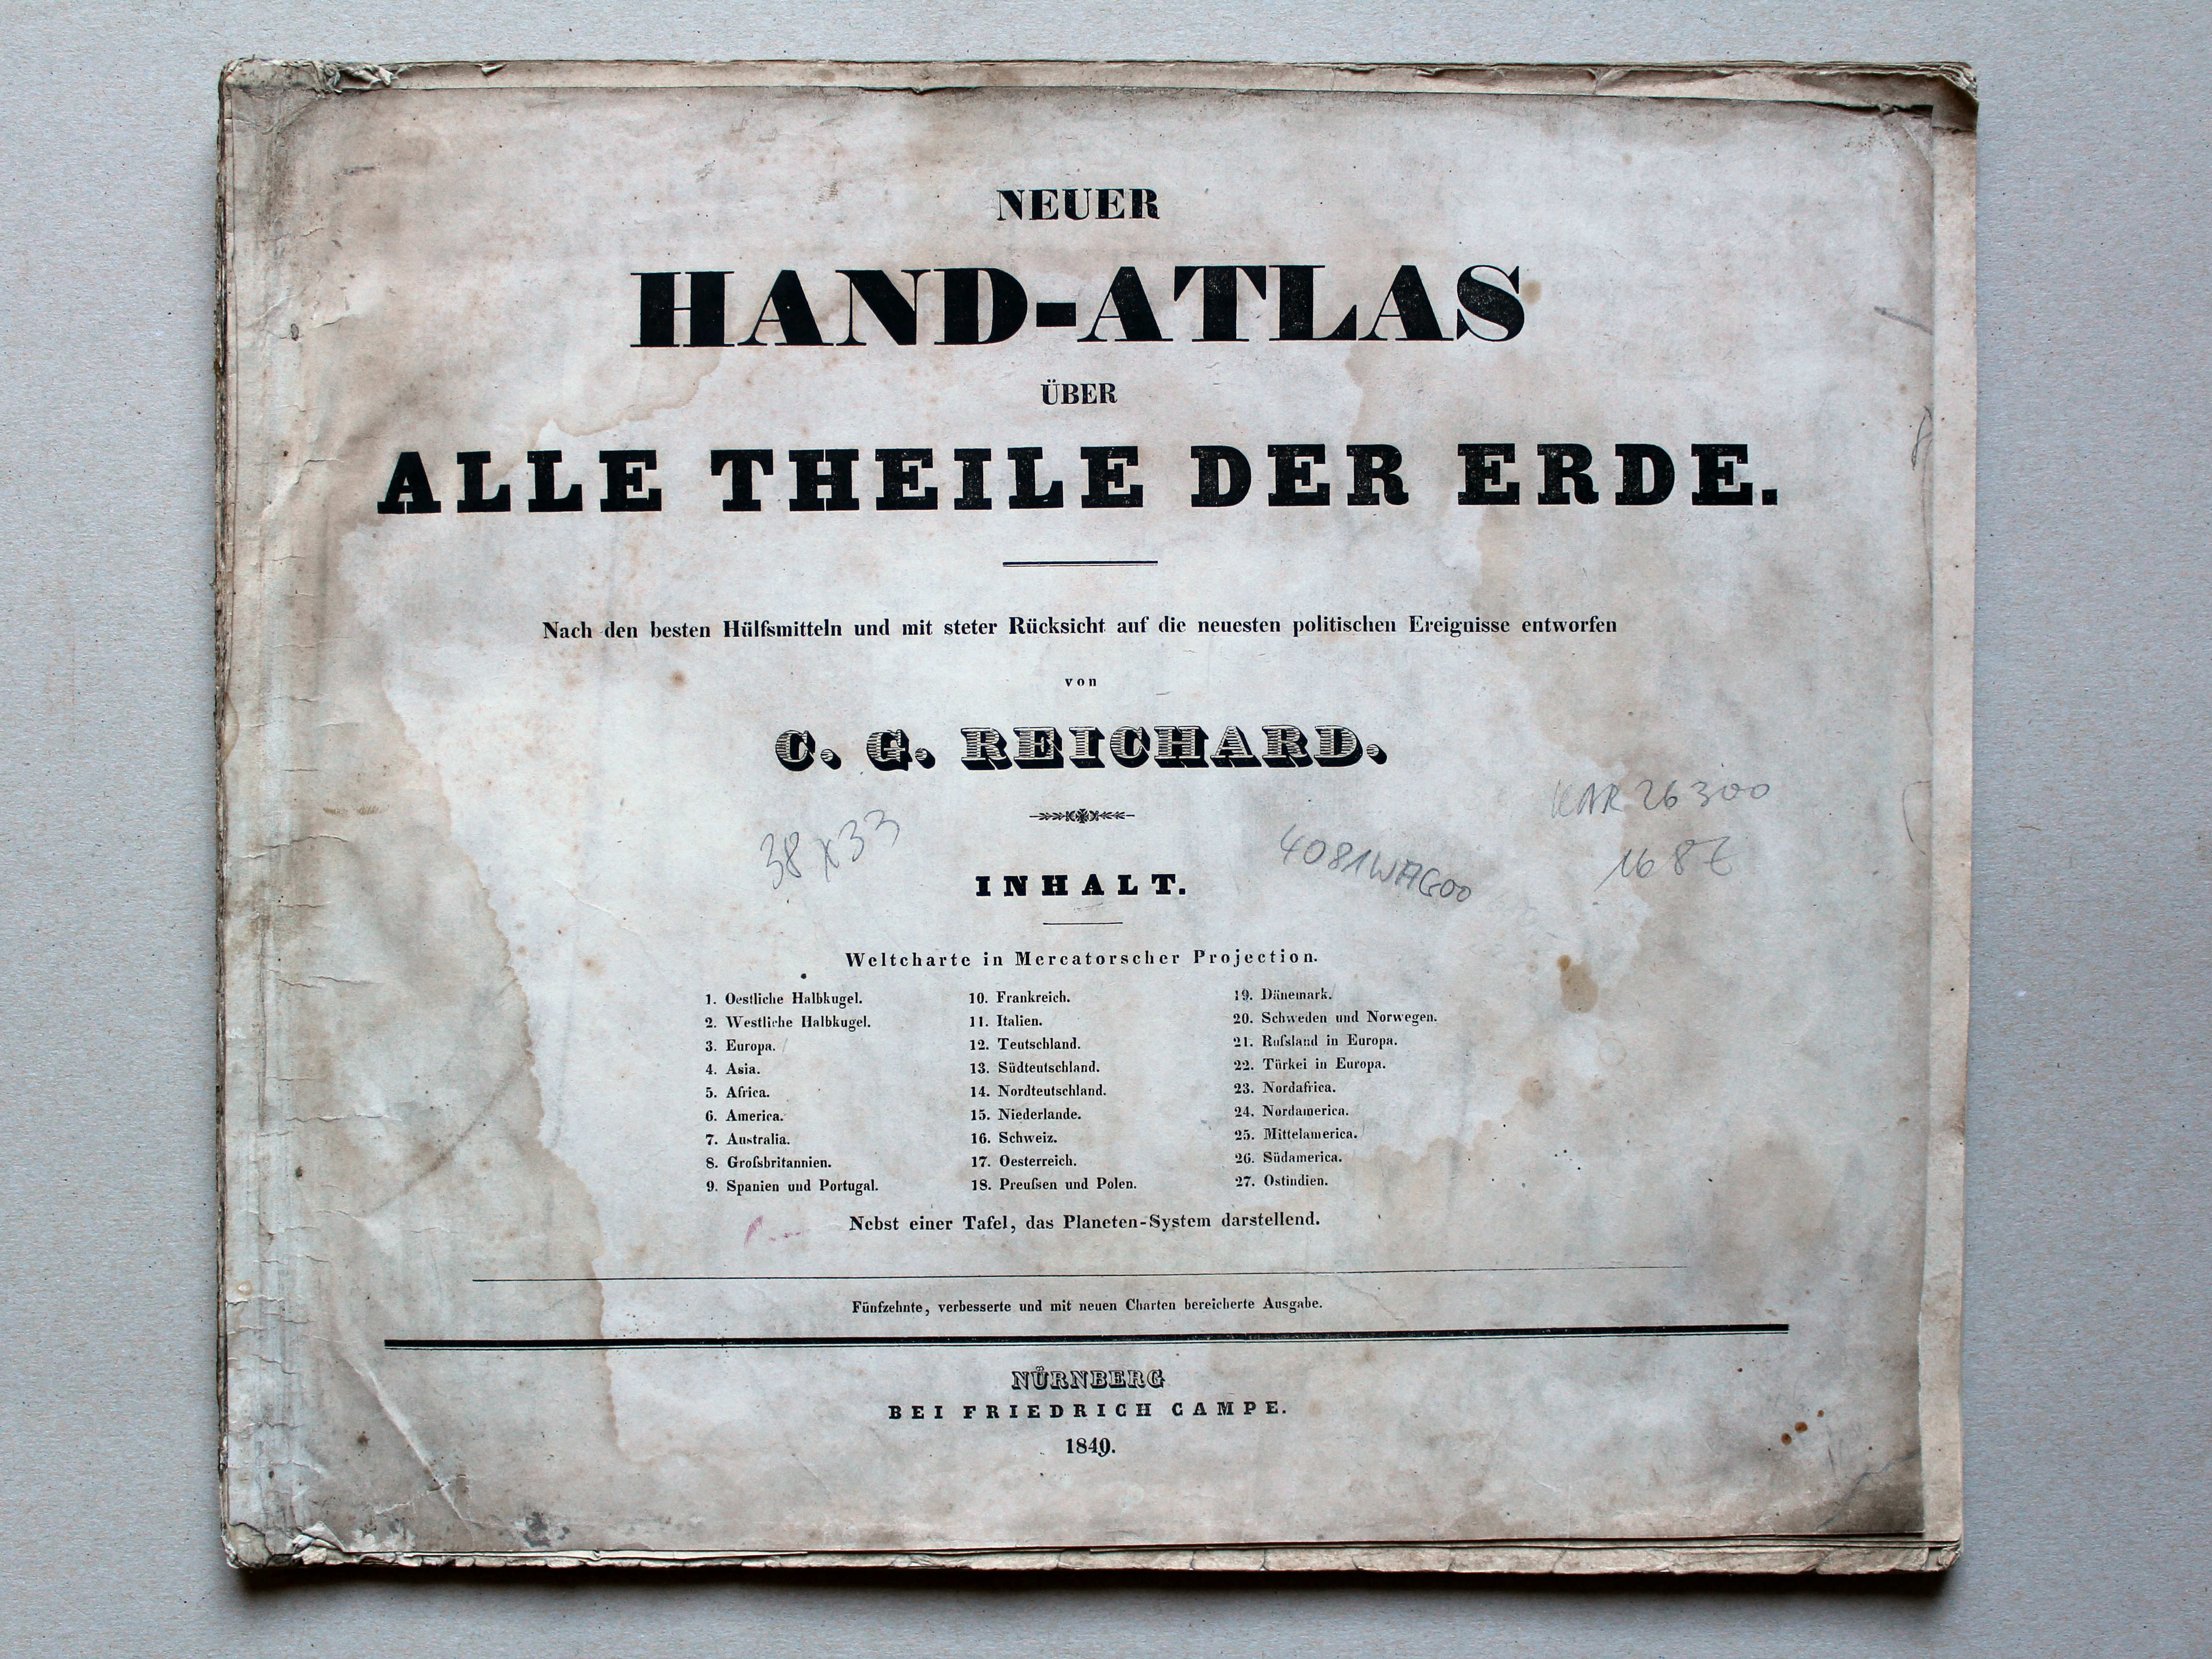 NEUER
HAND-ATLAS
ÜBER
ALLE THEILE DER ERDE.
Nach den besten Hülfsmitteln und mit steter Rücksicht auf die neuesten politischen Ereignisse entworfen
von
C. G. REICHARD.
38 x 33
4081WAG00
KAR 26300
INHALT.
Weltcharte in Mercatorscher Projection.
1. Oestliche Halbkugel.
2. Westliche Halbkugel.
3. Europa.
4. Asia.
5. Africa.
6. America.
7. Australia.
8. Groſsbritannien.
9. Spanien und Portugal.
10. Frankreich.
11. Italien.
12. Teutschland.
13. Südteutschland.
14. Nordteutschland.
15. Niederlande.
16. Schweiz.
17. Oesterreich.
18. Preuſsen und Polen.
19. Dänemark.
20. Schweden und Norwegen.
21. Ruſsland in Europa.
22. Türkei in Europa.
23. Nordafrica.
24. Nordamerica.
25. Mittelamerica.
26. Südamerica.
27. Ostindien.
Nebst einer Tafel, das Planeten-System darstellend.
Fünfzehnte, verbesserte und mit neuen Charten bereicherte Ausgabe.
NÜRNBERG
BEI FRIEDRICH CAMPE.
1849.